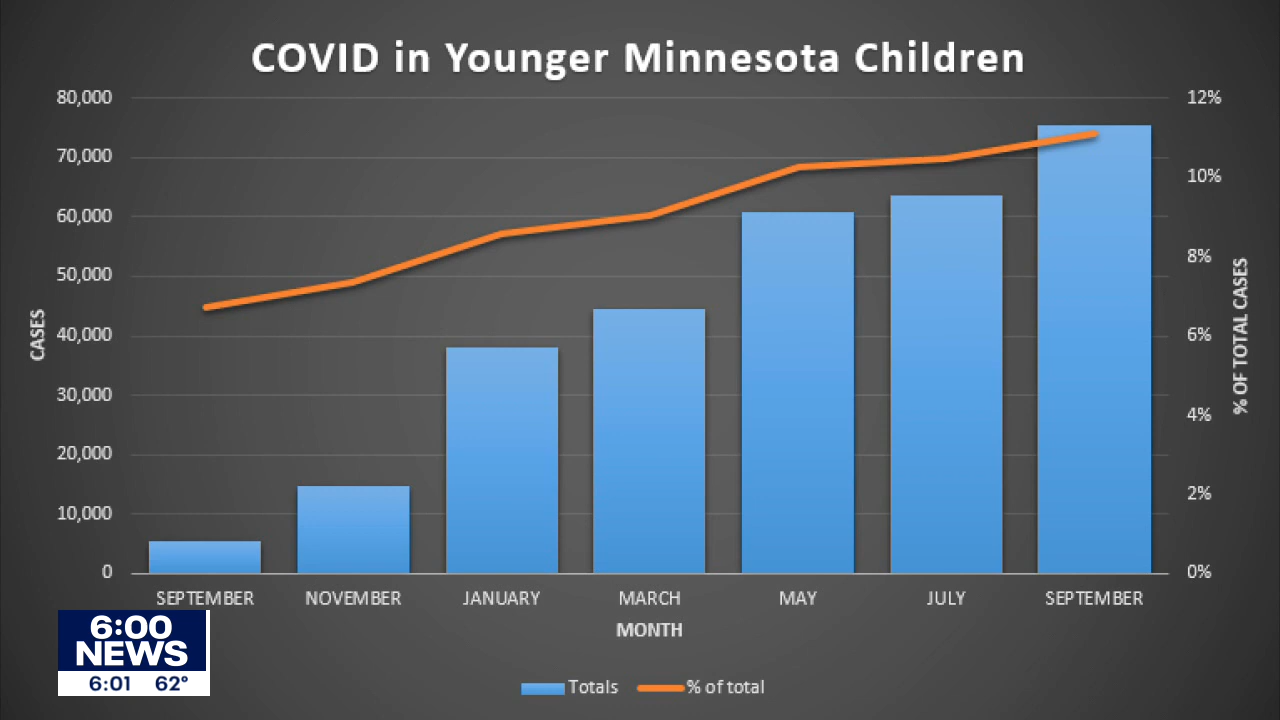 COVID in Younger Minnesota Children
80,000
70,000
60,000
50,000
40,000
30,000
20,000
10,000
0
CASES
12%
10%
8%
6%
4%
2%
0%
% OF TOTAL CASES
SEPTEMBER NOVEMBER JANUARY MARCH MAY JULY SEPTEMBER
MONTH
Totals % of total
6:00
NEWS
6:01 62°